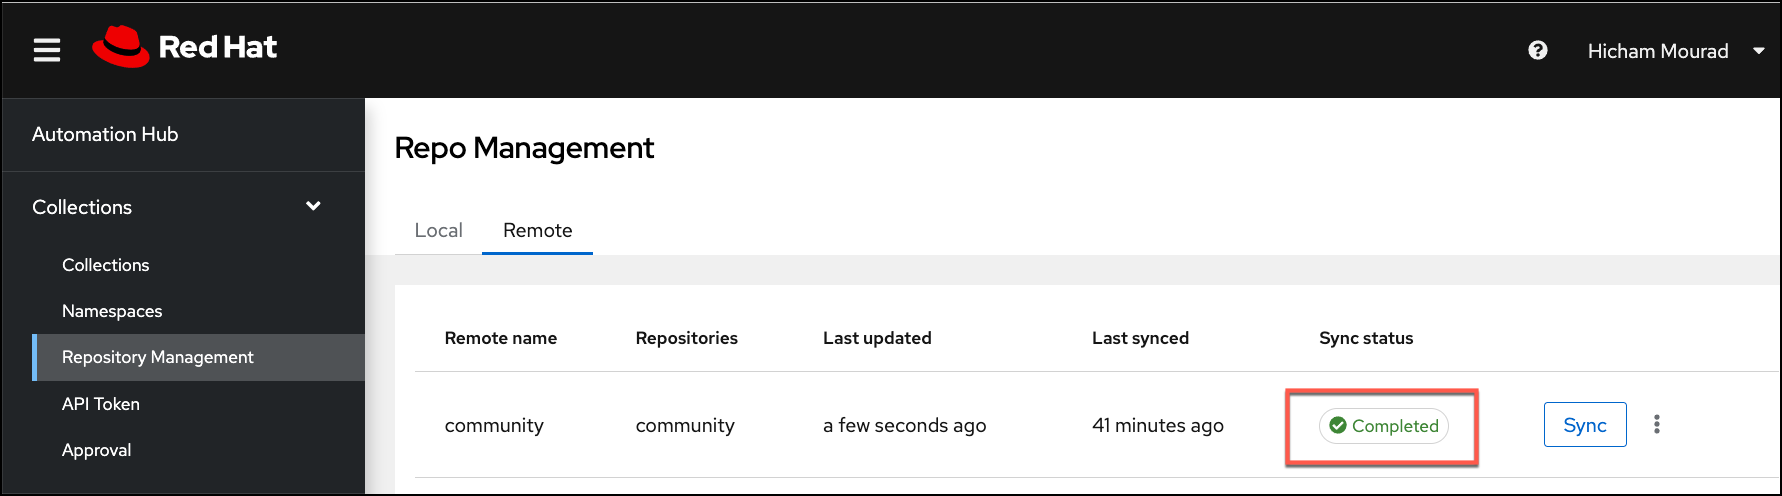 Red Hat
Hicham Mourad
Automation Hub
Collections
Collections
Namespaces
Repository Management
API Token
Approval
Repo Management
Local Remote
Remote name Repositories Last updated Last synced Sync status
community community a few seconds ago 41 minutes ago Completed Sync